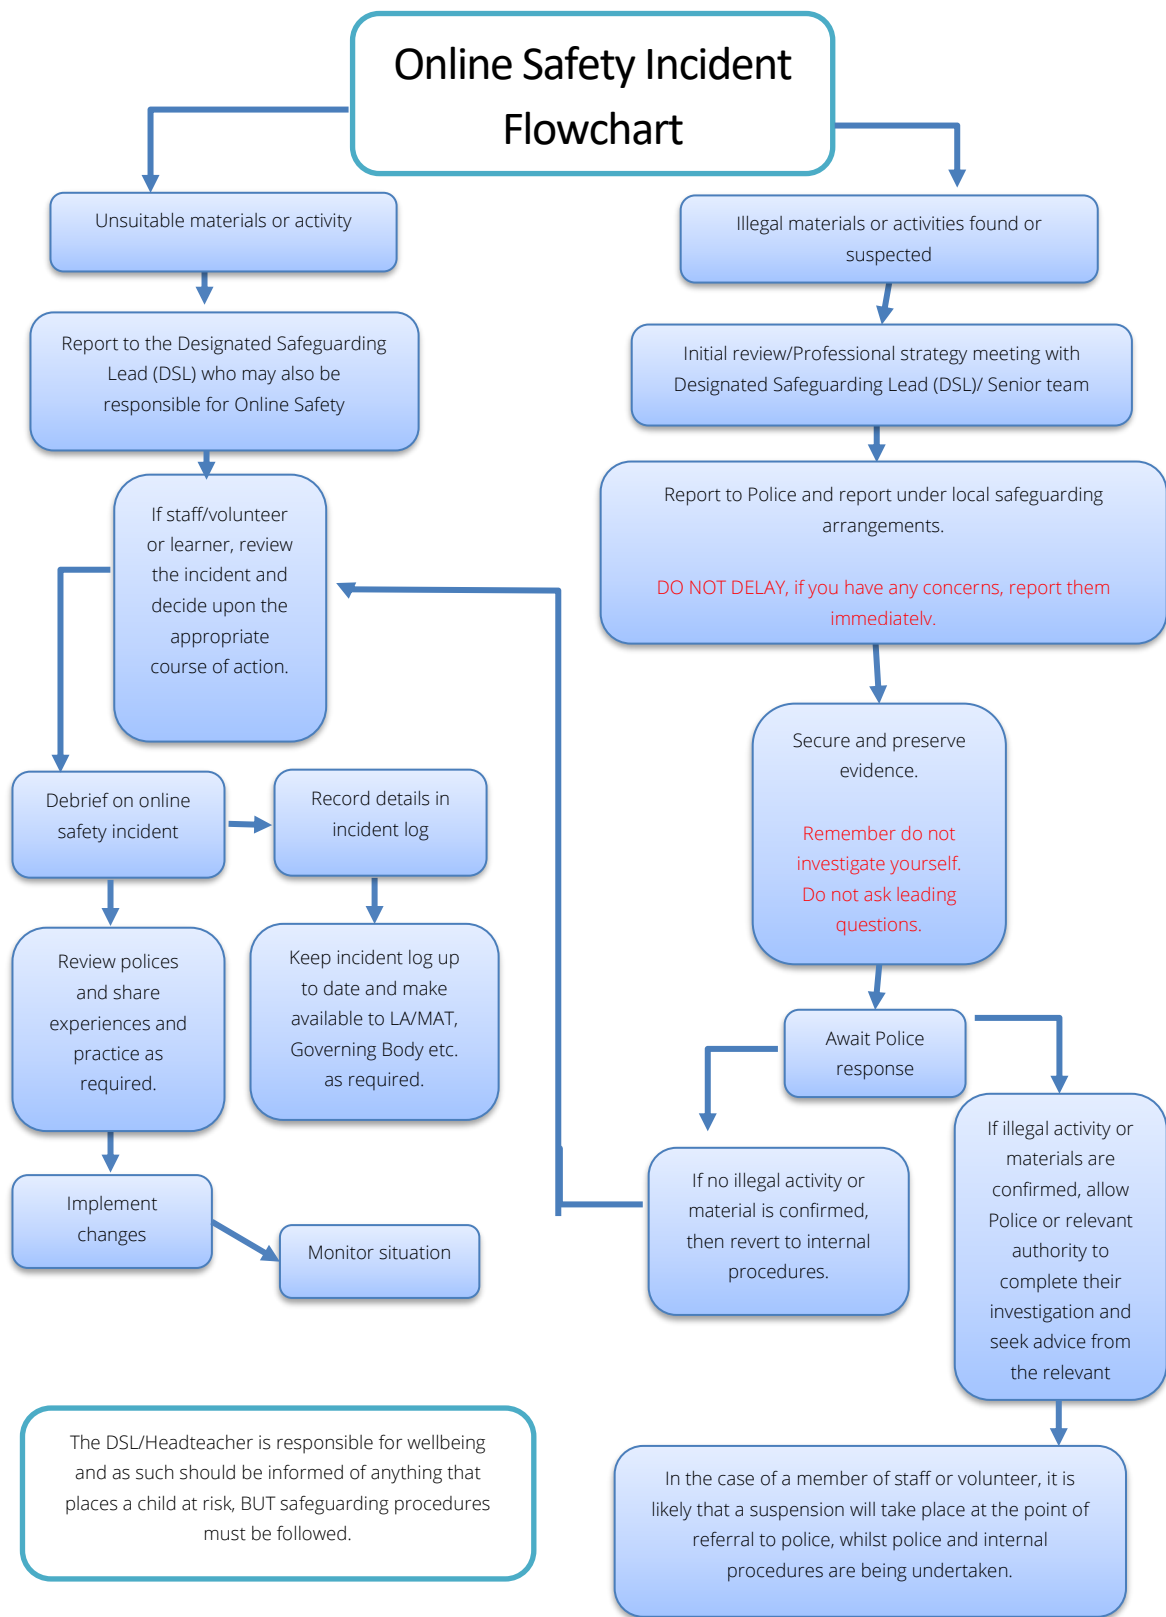 Online Safety Incident
Flowchart
Unsuitable materials or activity
Report to the Designated Safeguarding
Lead (DSL) who may also be
responsible for Online Safety
If staff/volunteer
or learner, review
the incident and
decide upon the
appropriate
course of action.
Debrief on online
safety incident
Record details in
incident log
Review polices
and share
experiences and
practice as
required.
Keep incident log up
to date and make
available to LA/MAT,
Governing Body etc.
as required.
Implement
changes
Monitor situation
Illegal materials or activities found or
suspected
Initial review/Professional strategy meeting with
Designated Safeguarding Lead (DSL)/ Senior team
Report to Police and report under local safeguarding
arrangements.
DO NOT DELAY, if you have any concerns, report them
immediately.
Secure and preserve
evidence.
Remember do not
investigate yourself.
Do not ask leading
questions.
Await Police
response
If no illegal activity or
material is confirmed,
then revert to internal
procedures.
If illegal activity or
materials are
confirmed, allow
Police or relevant
authority to
complete their
investigation and
seek advice from
the relevant
In the case of a member of staff or volunteer, it is
likely that a suspension will take place at the point of
referral to police, whilst police and internal
procedures are being undertaken.
The DSL/Headteacher is responsible for wellbeing
and as such should be informed of anything that
places a child at risk, BUT safeguarding procedures
must be followed.